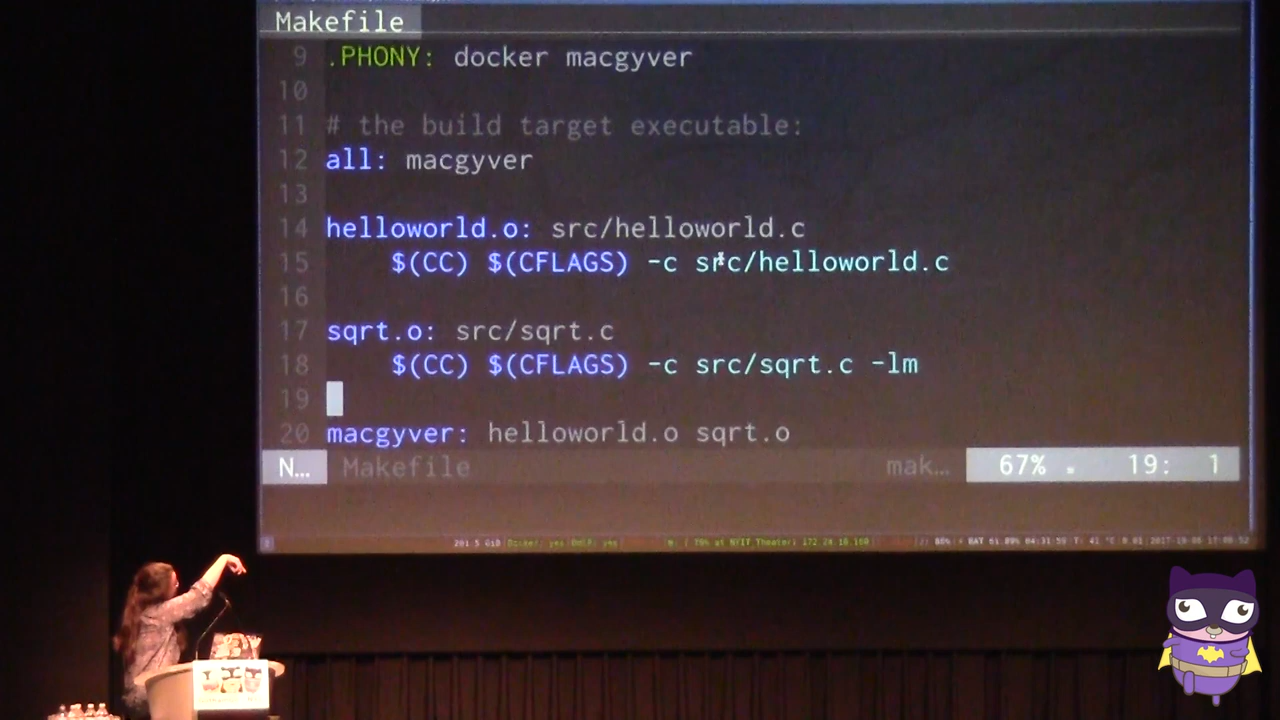 Makefile
9 .PHONY: docker macgyver
10
11 # the build target executable:
12 all: macgyver
13
14 helloworld.o: src/helloworld.c
15 $(CC) $(CFLAGS) -c src/helloworld.c
16
17 sqrt.o: src/sqrt.c
18 $(CC) $(CFLAGS) -c src/sqrt.c -lm
19
20 macgyver: helloworld.o sqrt.o
N… Makefile mak… 67% 19: 1